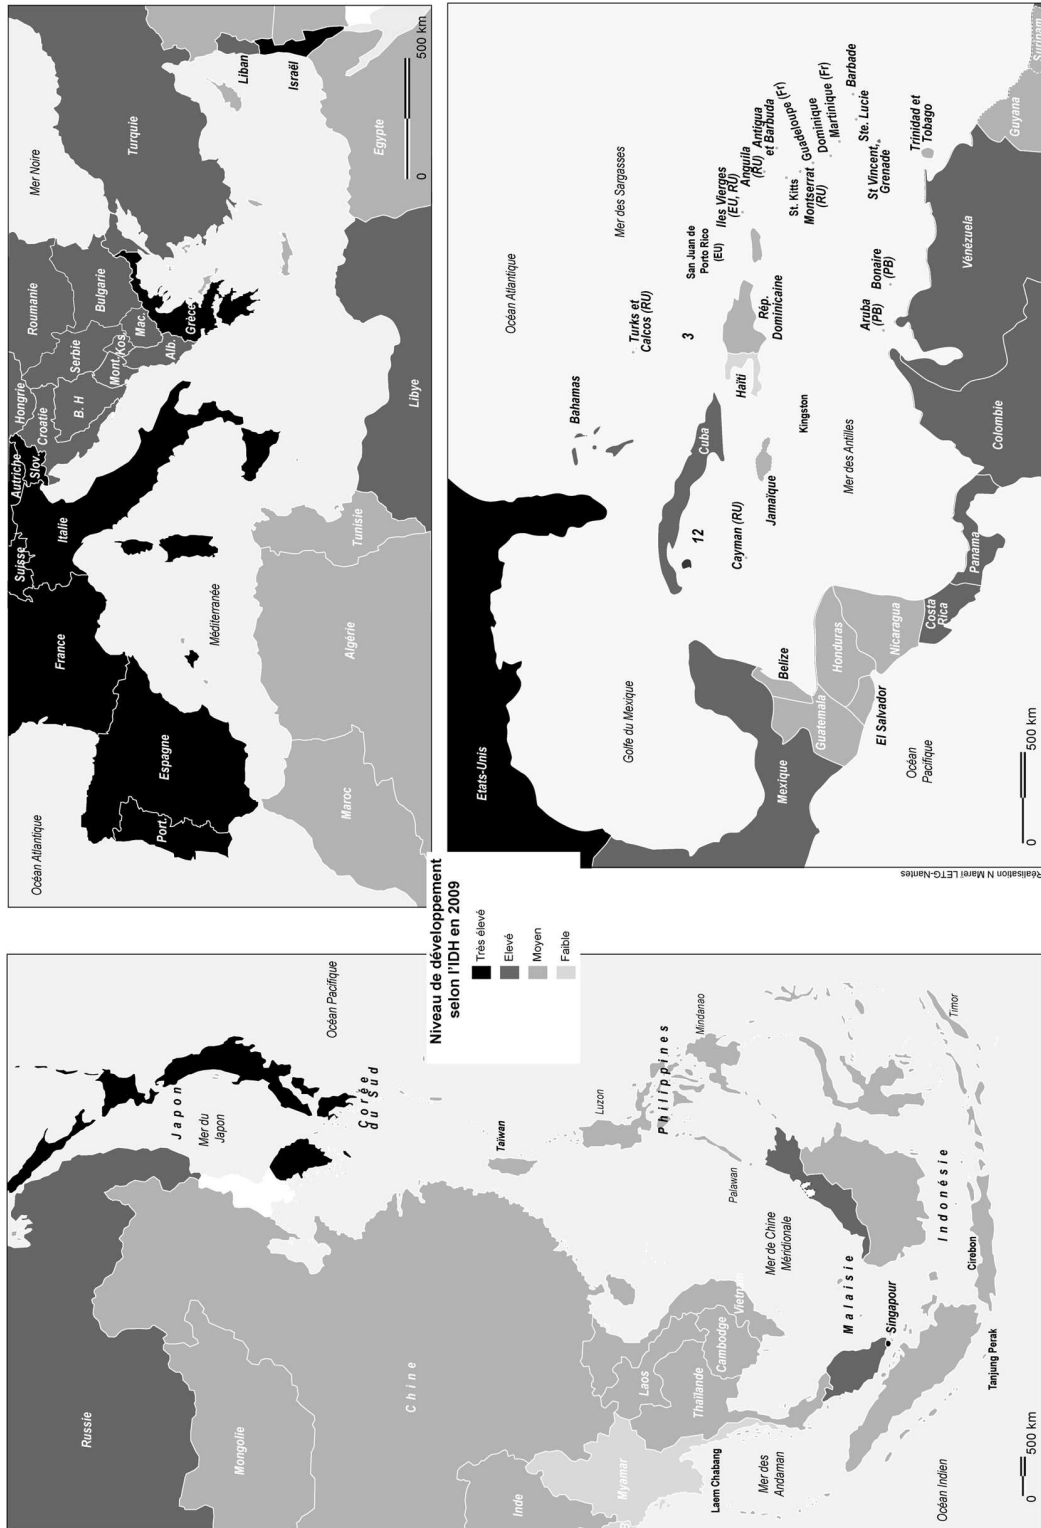 Océan Atlantique
Mer Noire
Port.
Espagne
France
Suisse
Italie
Autriche
Slov.
Hongrie
Croatie
B.H
Serbie
Roumanie
Mont.
Kos.
Bulgarie
Mac.
Alb.
Grèce
Turquie
Liban
Israël
Egypte
Libye
Tunisie
Algérie
Maroc
Méditerranée
0
500 km
Niveau de développement
selon l'IDH en 2009
Très élevé
Elevé
Moyen
Faible
Etats-Unis
Golfe du Mexique
Mexique
Belize
Guatemala
Honduras
El Salvador
Nicaragua
Costa
Rica
Panama
Océan
Pacifique
Bahamas
Cuba
12
Cayman (RU)
Jamaïque
Kingston
Haïti
3
Turks et
Calcos (RU)
Rép.
Dominicaine
San Juan de
Porto Rico
(EU)
Iles Vierges
(EU, RU)
Anguila
(RU)
Antigua
et Barbuda
St. Kitts
Montserrat
(RU)
Guadeloupe (Fr)
Dominique
Martinique (Fr)
Ste. Lucie
Barbade
St Vincent,
Grenade
Trinidad et
Tobago
Aruba
(PB)
Bonaire
(PB)
Océan Atlantique
Mer des Sargasses
Mer des Antilles
Colombie
Vénézuela
Guyana
Surinam
0
500 km
Réalisation N Marei LETG-Nantes
Russie
Mongolie
Chine
Inde
Myamar
Laos
Thaïlande
Cambodge
Vietnam
Laem Chabang
Mer des
Andaman
Océan Indien
Japon
Mer du
Japon
Corée
du Sud
Océan Pacifique
Taïwan
Luzon
Philippines
Mindanao
Palawan
Mer de Chine
Méridionale
Malaisie
Singapour
Indonésie
Cirebon
Tanjung Perak
Timor
0
500 km